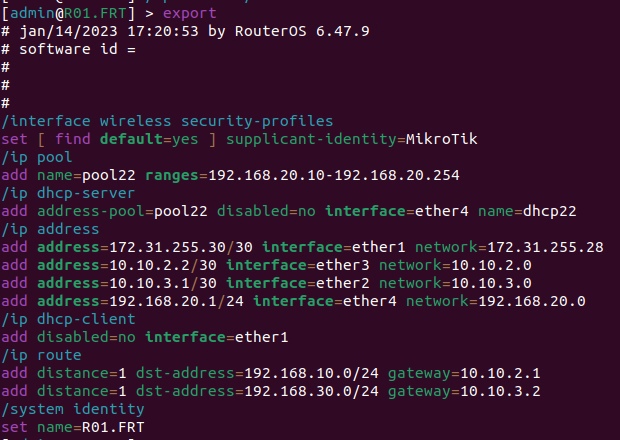 [admin@R01.FRT] > export
# jan/14/2023 17:20:53 by RouterOS 6.47.9
# software id =
#
#
#
/interface wireless security-profiles
set [ find default=yes ] supplicant-identity=MikroTik
/ip pool
add name=pool22 ranges=192.168.20.10-192.168.20.254
/ip dhcp-server
add address-pool=pool22 disabled=no interface=ether4 name=dhcp22
/ip address
add address=172.31.255.30/30 interface=ether1 network=172.31.255.28
add address=10.10.2.2/30 interface=ether3 network=10.10.2.0
add address=10.10.3.1/30 interface=ether2 network=10.10.3.0
add address=192.168.20.1/24 interface=ether4 network=192.168.20.0
/ip dhcp-client
add disabled=no interface=ether1
/ip route
add distance=1 dst-address=192.168.10.0/24 gateway=10.10.2.1
add distance=1 dst-address=192.168.30.0/24 gateway=10.10.3.2
/system identity
set name=R01.FRT